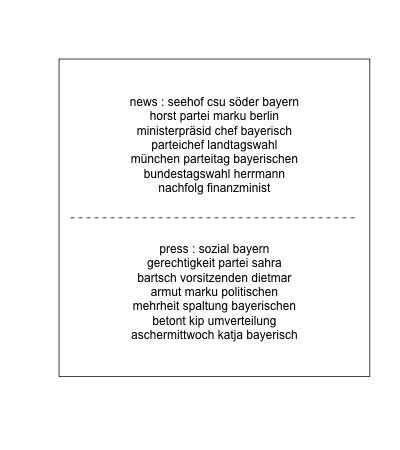 news : seehof csu söder bayern
horst partei marku berlin
ministerpräsid chef bayerisch
parteichef landtagswahl
münchen parteitag bayerischen
bundestagswahl herrmann
nachfolg finanzminist
press : sozial bayern
gerechtigkeit partei sahra
bartsch vorsitzenden dietmar
armut marku politischen
mehrheit spaltung bayerischen
betont kip umverteilung
aschermittwoch katja bayerisch